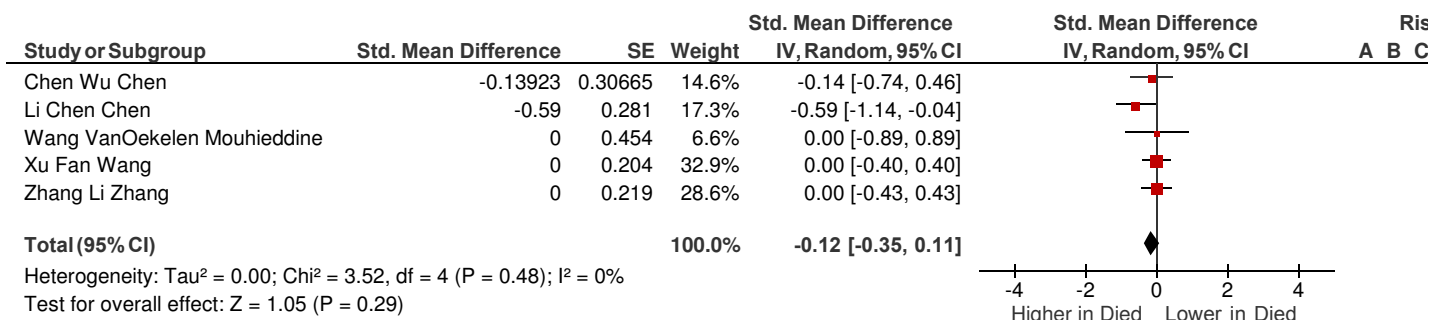 Std. Mean Difference Std. Mean Difference Ris
Study or Subgroup Std. Mean Difference SE Weight IV, Random, 95% CI IV, Random, 95% CI A B C
Chen Wu Chen -0.13923 0.30665 14.6% -0.14 [-0.74, 0.46]
Li Chen Chen -0.59 0.281 17.3% -0.59 [-1.14, -0.04]
Wang VanOekelen Mouhieddine 0 0.454 6.6% 0.00 [-0.89, 0.89]
Xu Fan Wang 0 0.204 32.9% 0.00 [-0.40, 0.40]
Zhang Li Zhang 0 0.219 28.6% 0.00 [-0.43, 0.43]
Total (95% CI) 100.0% -0.12 [-0.35, 0.11]
Heterogeneity: Tau² = 0.00; Chi² = 3.52, df = 4 (P = 0.48); I² = 0%
Test for overall effect: Z = 1.05 (P = 0.29)
-4 -2 0 2 4
Higher in Died Lower in Died